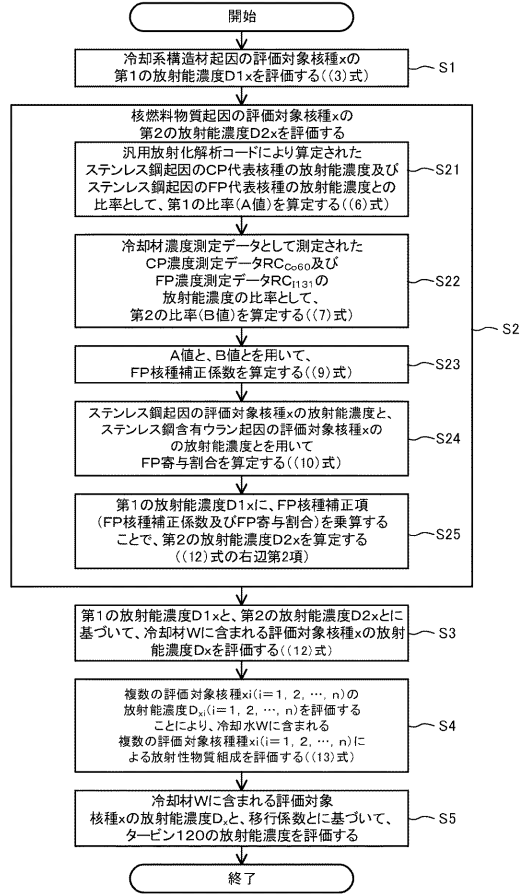 開始
冷却系構造材起因の評価対象核種xの
第1の放射能濃度D1xを評価する((3)式)
S1
核燃料物質起因の評価対象核種xの
第2の放射能濃度D2xを評価する
汎用放射化解析コードにより算定された
ステンレス鋼起因のCP代表核種の放射能濃度及び
ステンレス鋼起因のFP代表核種の放射能濃度との
比率として、第1の比率(A値)を算定する((6)式)
S21
冷却材濃度測定データとして測定された
CP濃度測定データRCCo60及び
FP濃度測定データRCI131の
放射能濃度の比率として、
第2の比率(B値)を算定する((7)式)
S22
S2
A値と、B値とを用いて、
FP核種補正係数を算定する((9)式)
S23
ステンレス鋼起因の評価対象核種xの放射能濃度と、
ステンレス鋼含有ウラン起因の評価対象核種xの
の放射能濃度とを用いて
FP寄与割合を算定する((10)式)
S24
第1の放射能濃度D1xに、FP核種補正項
(FP核種補正係数及びFP寄与割合)を乗算する
ことで、第2の放射能濃度D2xを算定する
((12)式の右辺第2項)
S25
第1の放射能濃度D1xと、第2の放射能濃度D2xとに
基づいて、冷却材Wに含まれる評価対象核種xの放射
能濃度Dxを評価する((12)式)
S3
複数の評価対象核種xi(i=1, 2, …, n)の
放射能濃度Dxi(i=1, 2, …, n)を評価する
ことにより、冷却水Wに含まれる
複数の評価対象核種種xi(i=1, 2, …, n)に
よる放射性物質組成を評価する((13)式)
S4
冷却材Wに含まれる評価対象
核種xの放射能濃度Dxと、移行係数とに基づいて、
タービン120の放射能濃度を評価する
S5
終了